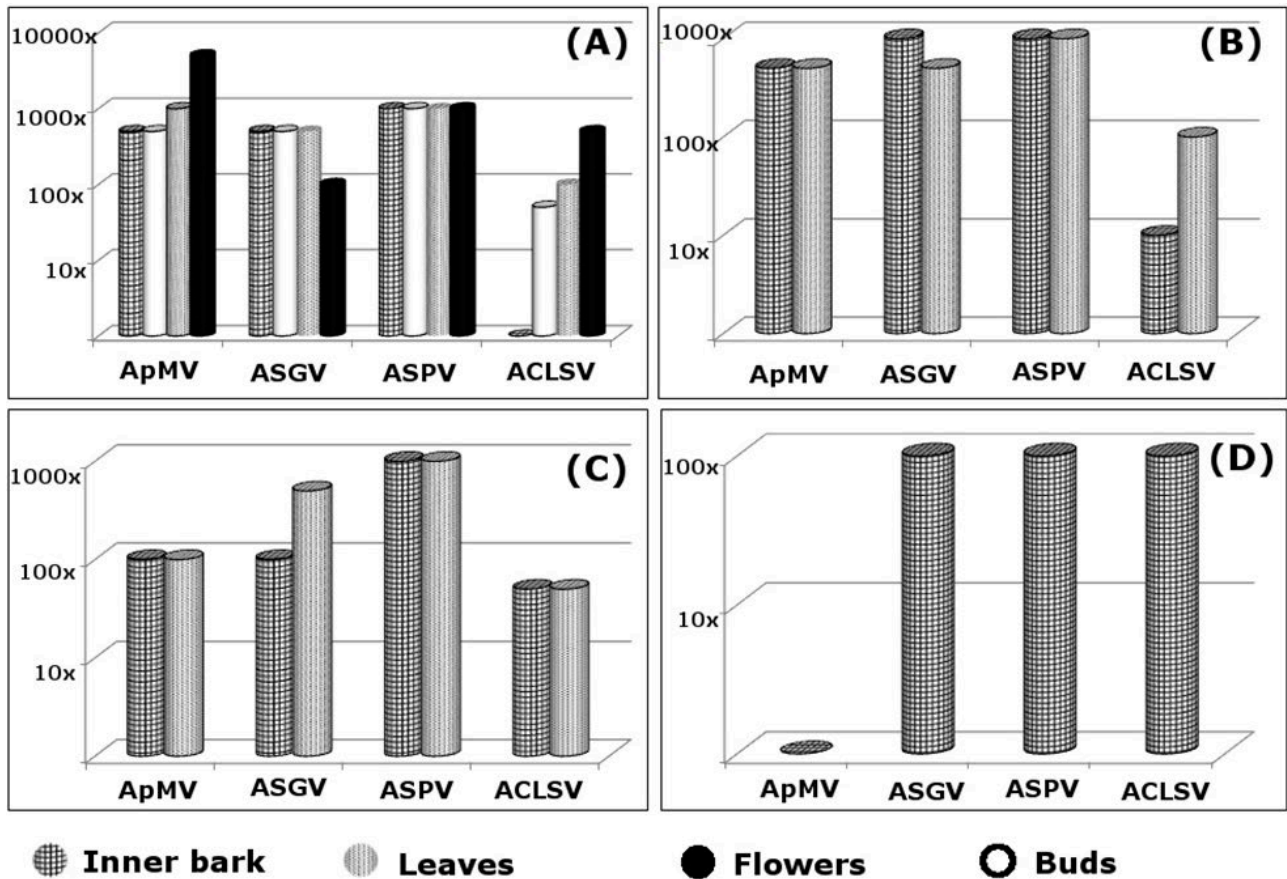 (A)
10000x
1000x
100x
10x
ApMV ASGV ASPV ACLSV
(B)
1000x
100x
10x
ApMV ASGV ASPV ACLSV
(C)
1000x
100x
10x
ApMV ASGV ASPV ACLSV
(D)
100x
10x
ApMV ASGV ASPV ACLSV
Inner bark Leaves Flowers Buds